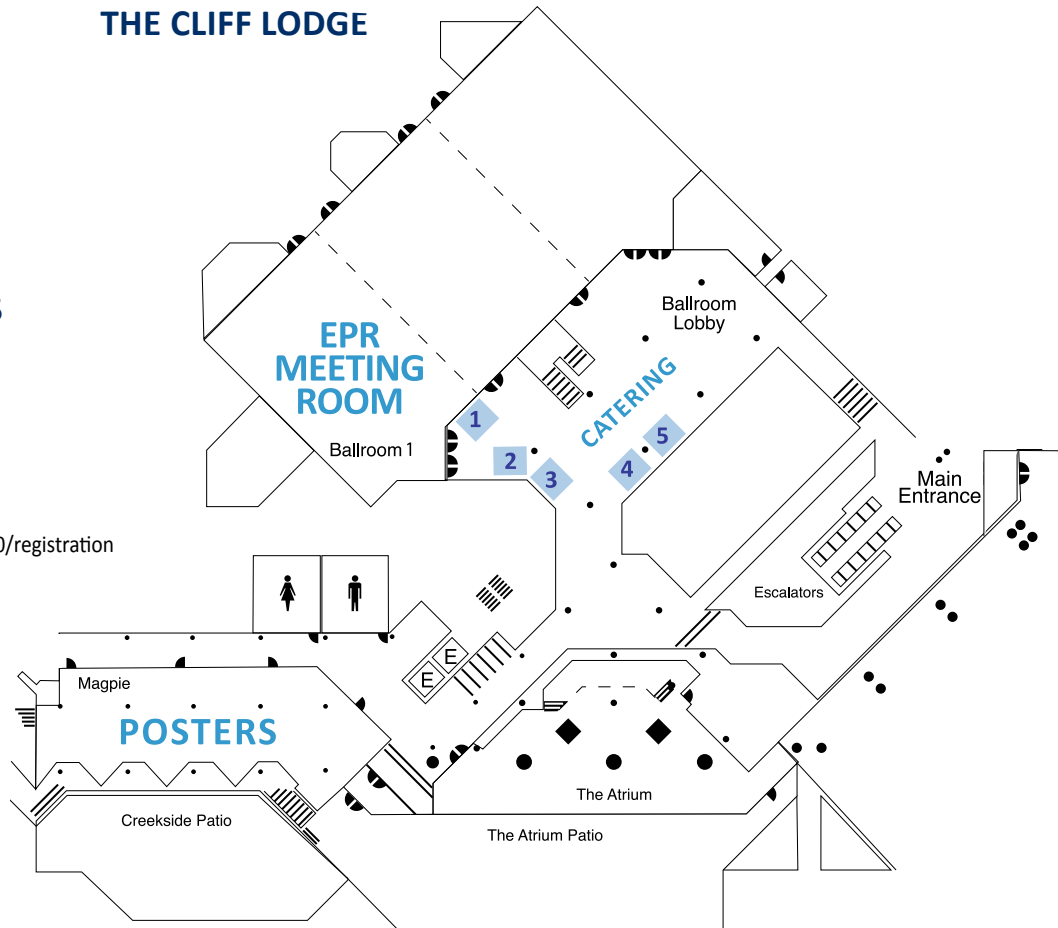 THE CLIFF LODGE
Ballroom
Lobby
EPR
MEETING
ROOM
CATERING
1
5
Ballroom 1
2
4
3
Main
Entrance
0/registration
Escalators
E
E
Magpie
POSTERS
The Atrium
Creekside Patio
The Atrium Patio